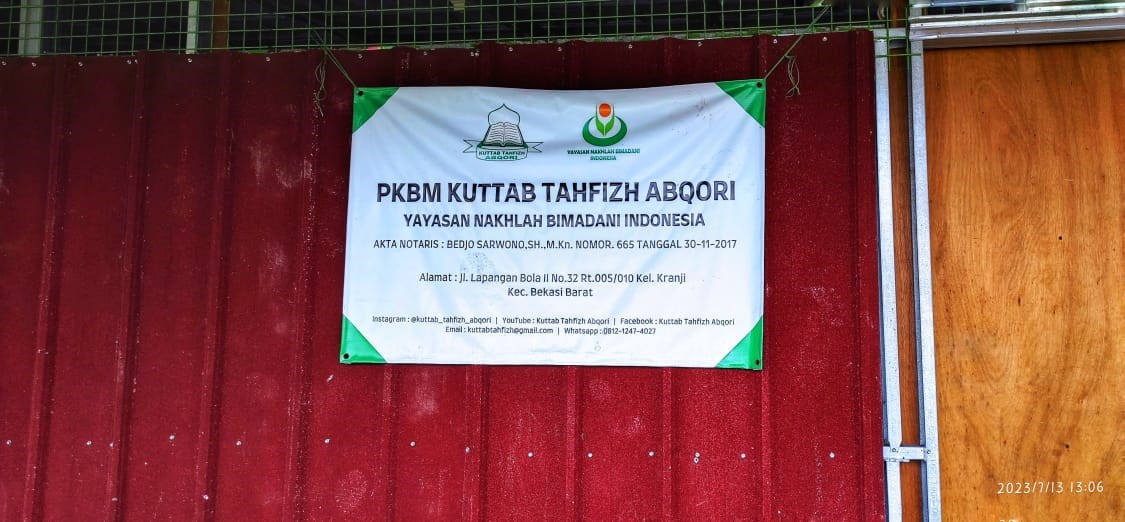 KUTTAB TAHFIZH
ABQORI
YAYASAN NAKHLAH BIMADANI
INDONESIA
PKBM KUTTAB TAHFIZH ABQORI
YAYASAN NAKHLAH BIMADANI INDONESIA
AKTA NOTARIS : BEDJO SARWONO,SH.,M.Kn. NOMOR. 665 TANGGAL 30-11-2017
Alamat : Jl. Lapangan Bola II No.32 Rt.005/010 Kel. Kranji
Kec. Bekasi Barat
Instagram : @kuttab_tahfizh_abqori | YouTube : Kuttab Tahfizh Abqori | Facebook : Kuttab Tahfizh Abqori
Email : kuttabtahfizh@gmail.com | Whatsapp : 0812-1247-4027
2023/7/13 13:06